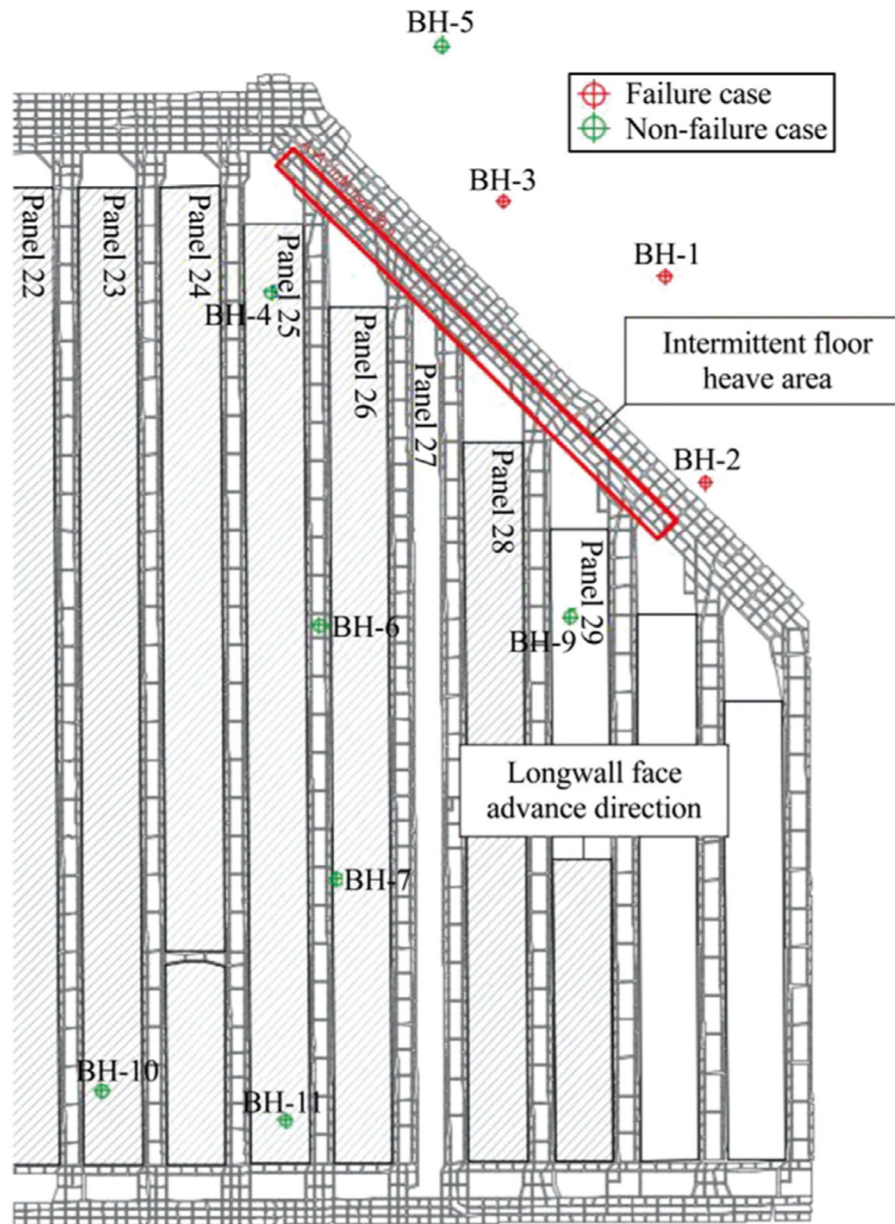 BH-5
Failure case
Non-failure case
BH-3
BH-1
Panel 22
Panel 23
Panel 24
Panel 25
BH-4
Panel 26
Panel 27
Intermittent floor
heave area
BH-2
Panel 28
Panel 29
BH-6
BH-9
Longwall face
advance direction
BH-7
BH-10
BH-11